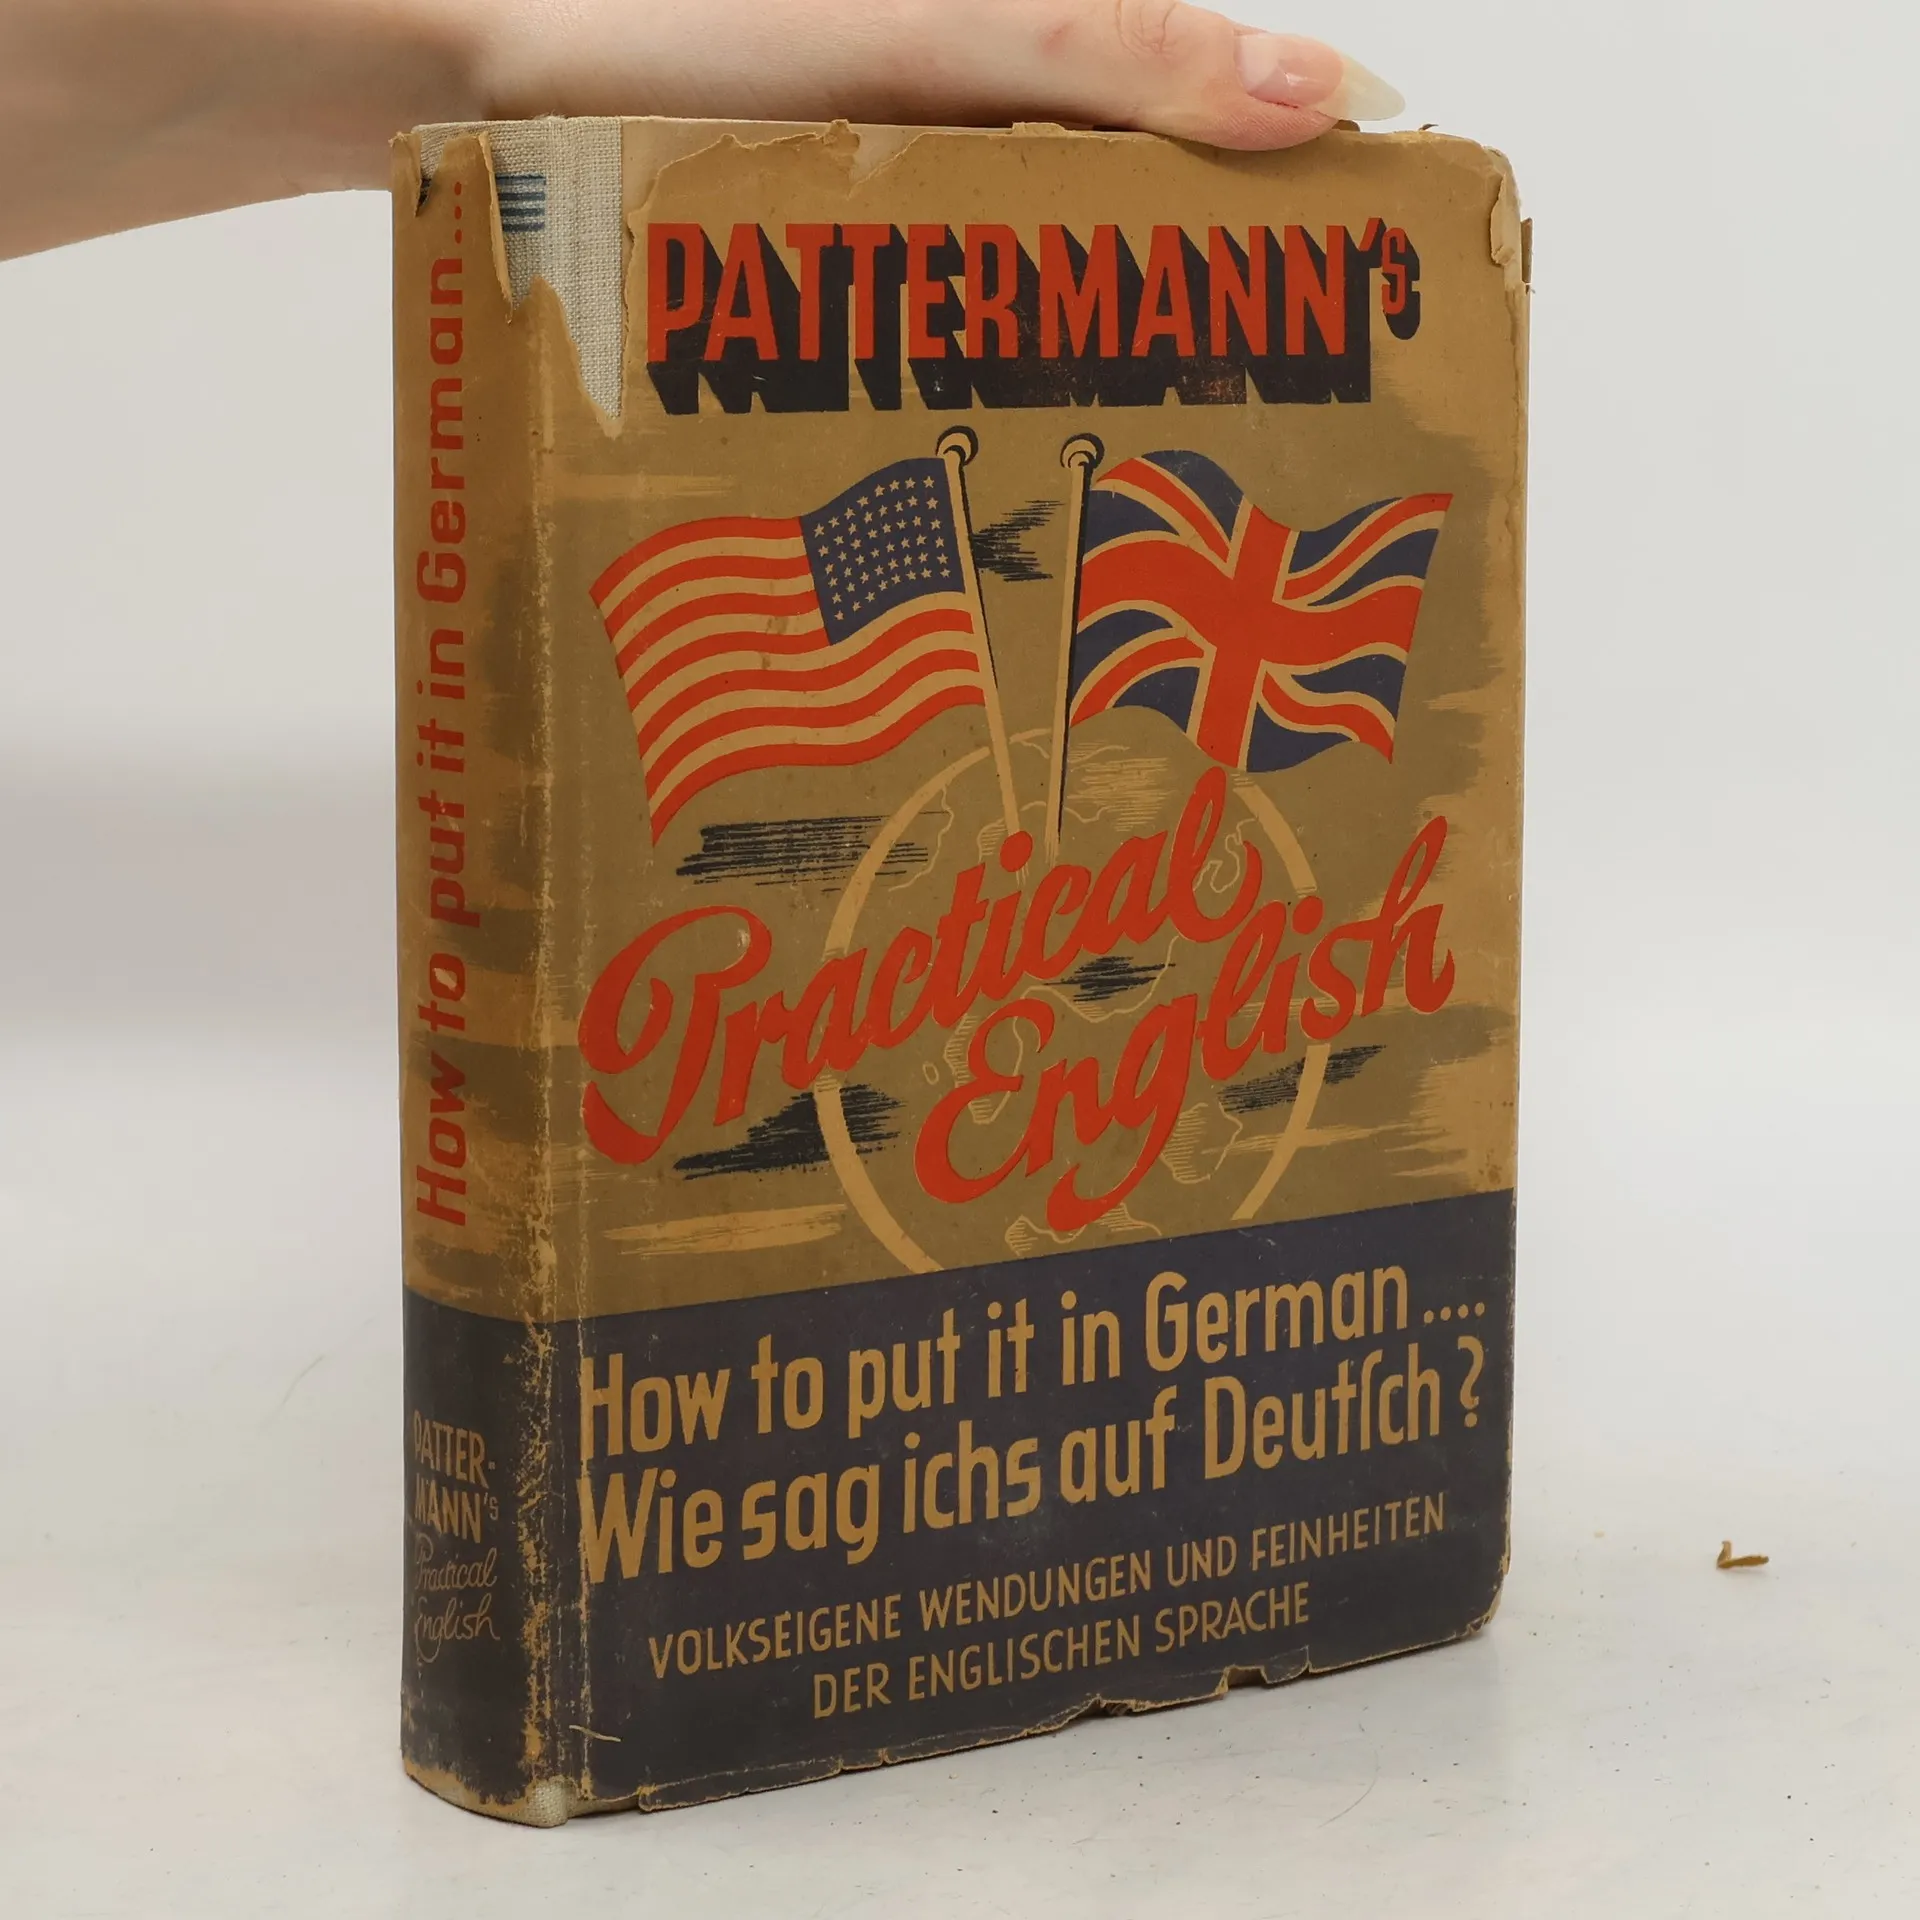 How to put it in German...
PATTER-
MANN's
Practical
English
PATTERMANN's
Practical
English
How to put it in German....
Wie sag ichs auf Deutſch?
VOLKSEIGENE WENDUNGEN UND FEINHEITEN
DER ENGLISCHEN SPRACHE